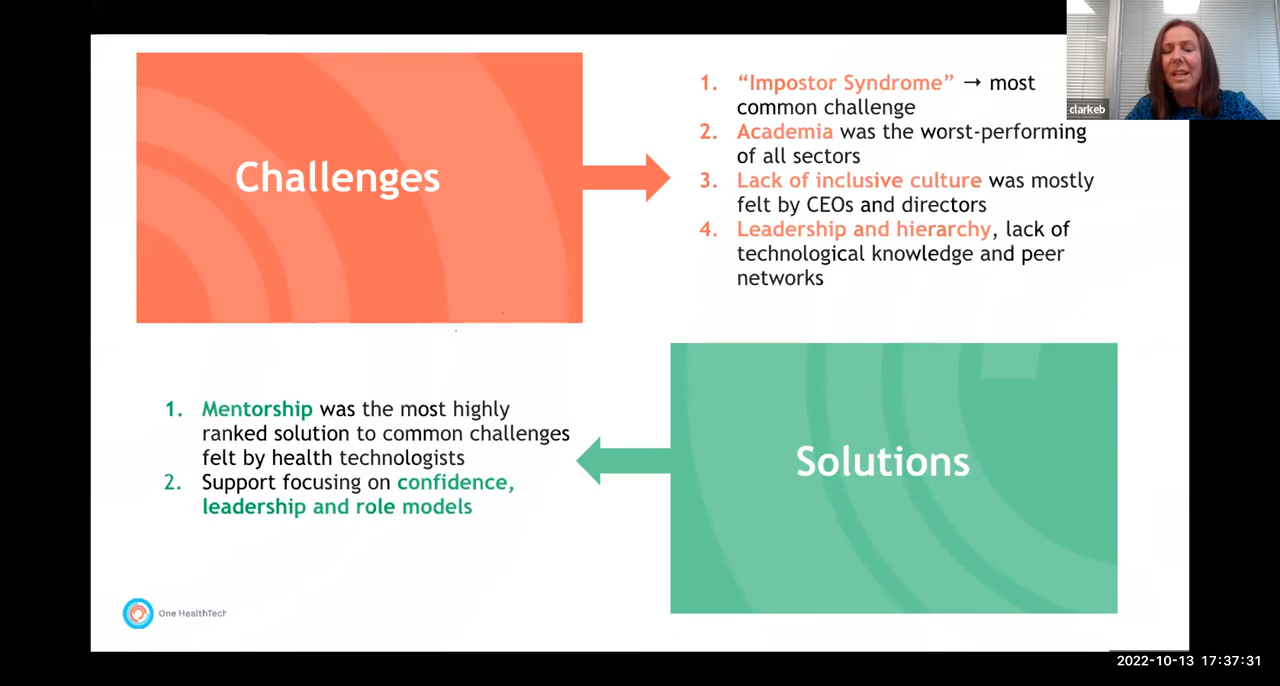 Challenges
1. “Impostor Syndrome” → most
common challenge
2. Academia was the worst-performing
of all sectors
3. Lack of inclusive culture was mostly
felt by CEOs and directors
4. Leadership and hierarchy, lack of
technological knowledge and peer
networks
clarkeb
1. Mentorship was the most highly
ranked solution to common challenges
felt by health technologists
2. Support focusing on confidence,
leadership and role models
Solutions
One HealthTech
2022-10-13 17:37:31